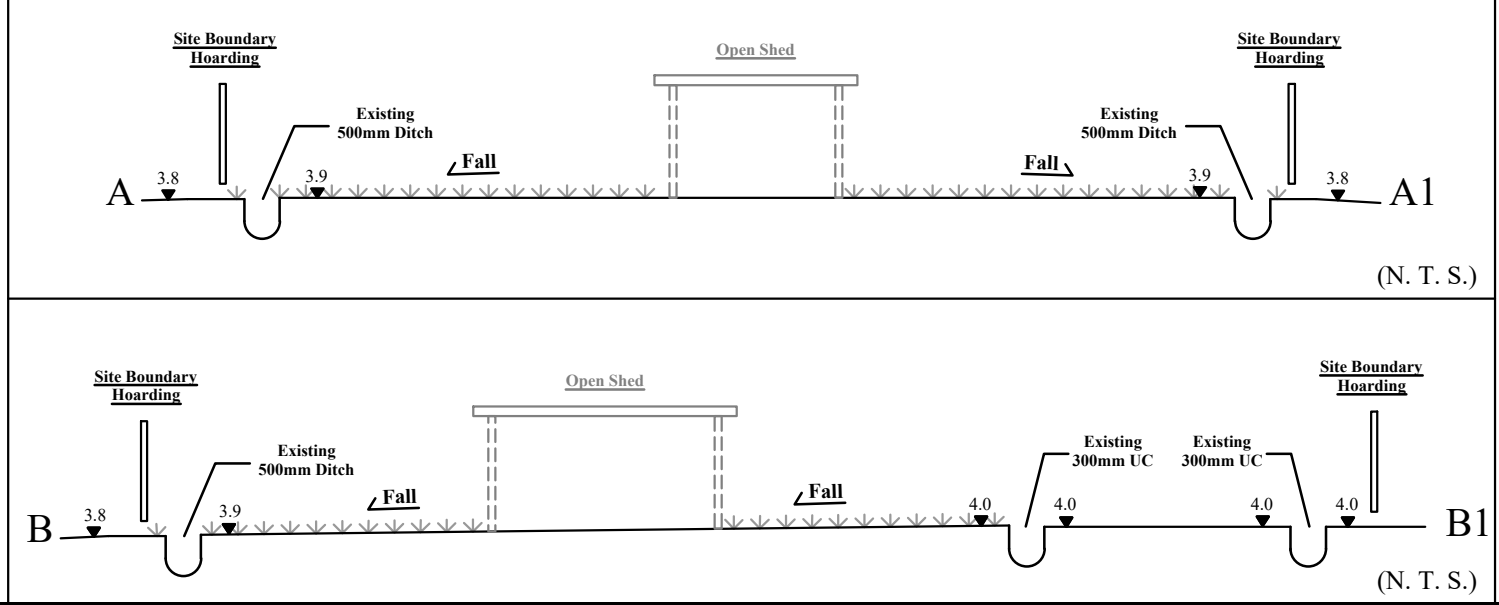 Site Boundary
Hoarding
Open Shed
Site Boundary
Hoarding
Existing
500mm Ditch
Existing
500mm Ditch
Fall
Fall
A
3.8
3.9
3.9
3.8
A1
(N. T. S.)
Site Boundary
Hoarding
Open Shed
Site Boundary
Hoarding
Existing
500mm Ditch
Existing
300mm UC
Existing
300mm UC
Fall
Fall
B
3.8
3.9
4.0
4.0
4.0
4.0
B1
(N. T. S.)